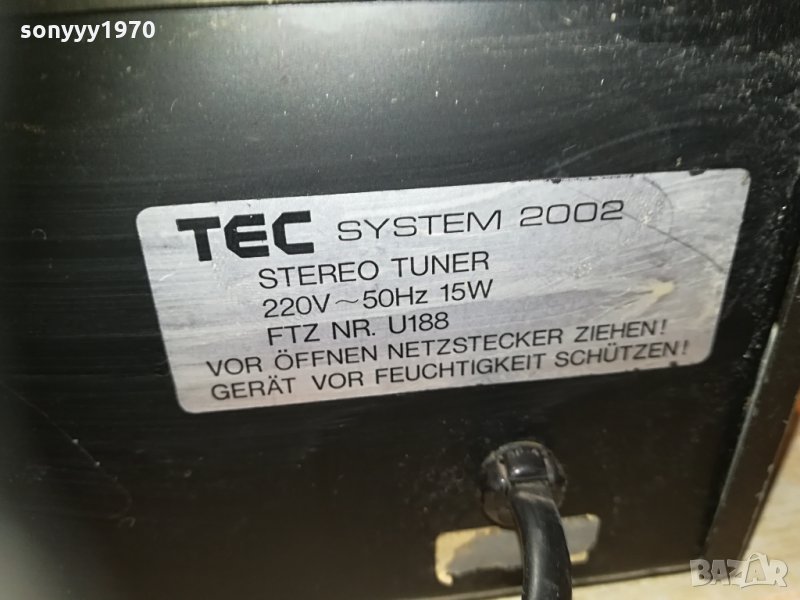 sonyyy1970
TEC SYSTEM 2002
STEREO TUNER
220V~50Hz 15W
FTZ NR. U188
VOR ÖFFNEN NETZSTECKER ZIEHEN!
GERÄT VOR FEUCHTIGKEIT SCHÜTZEN!
BAZAR